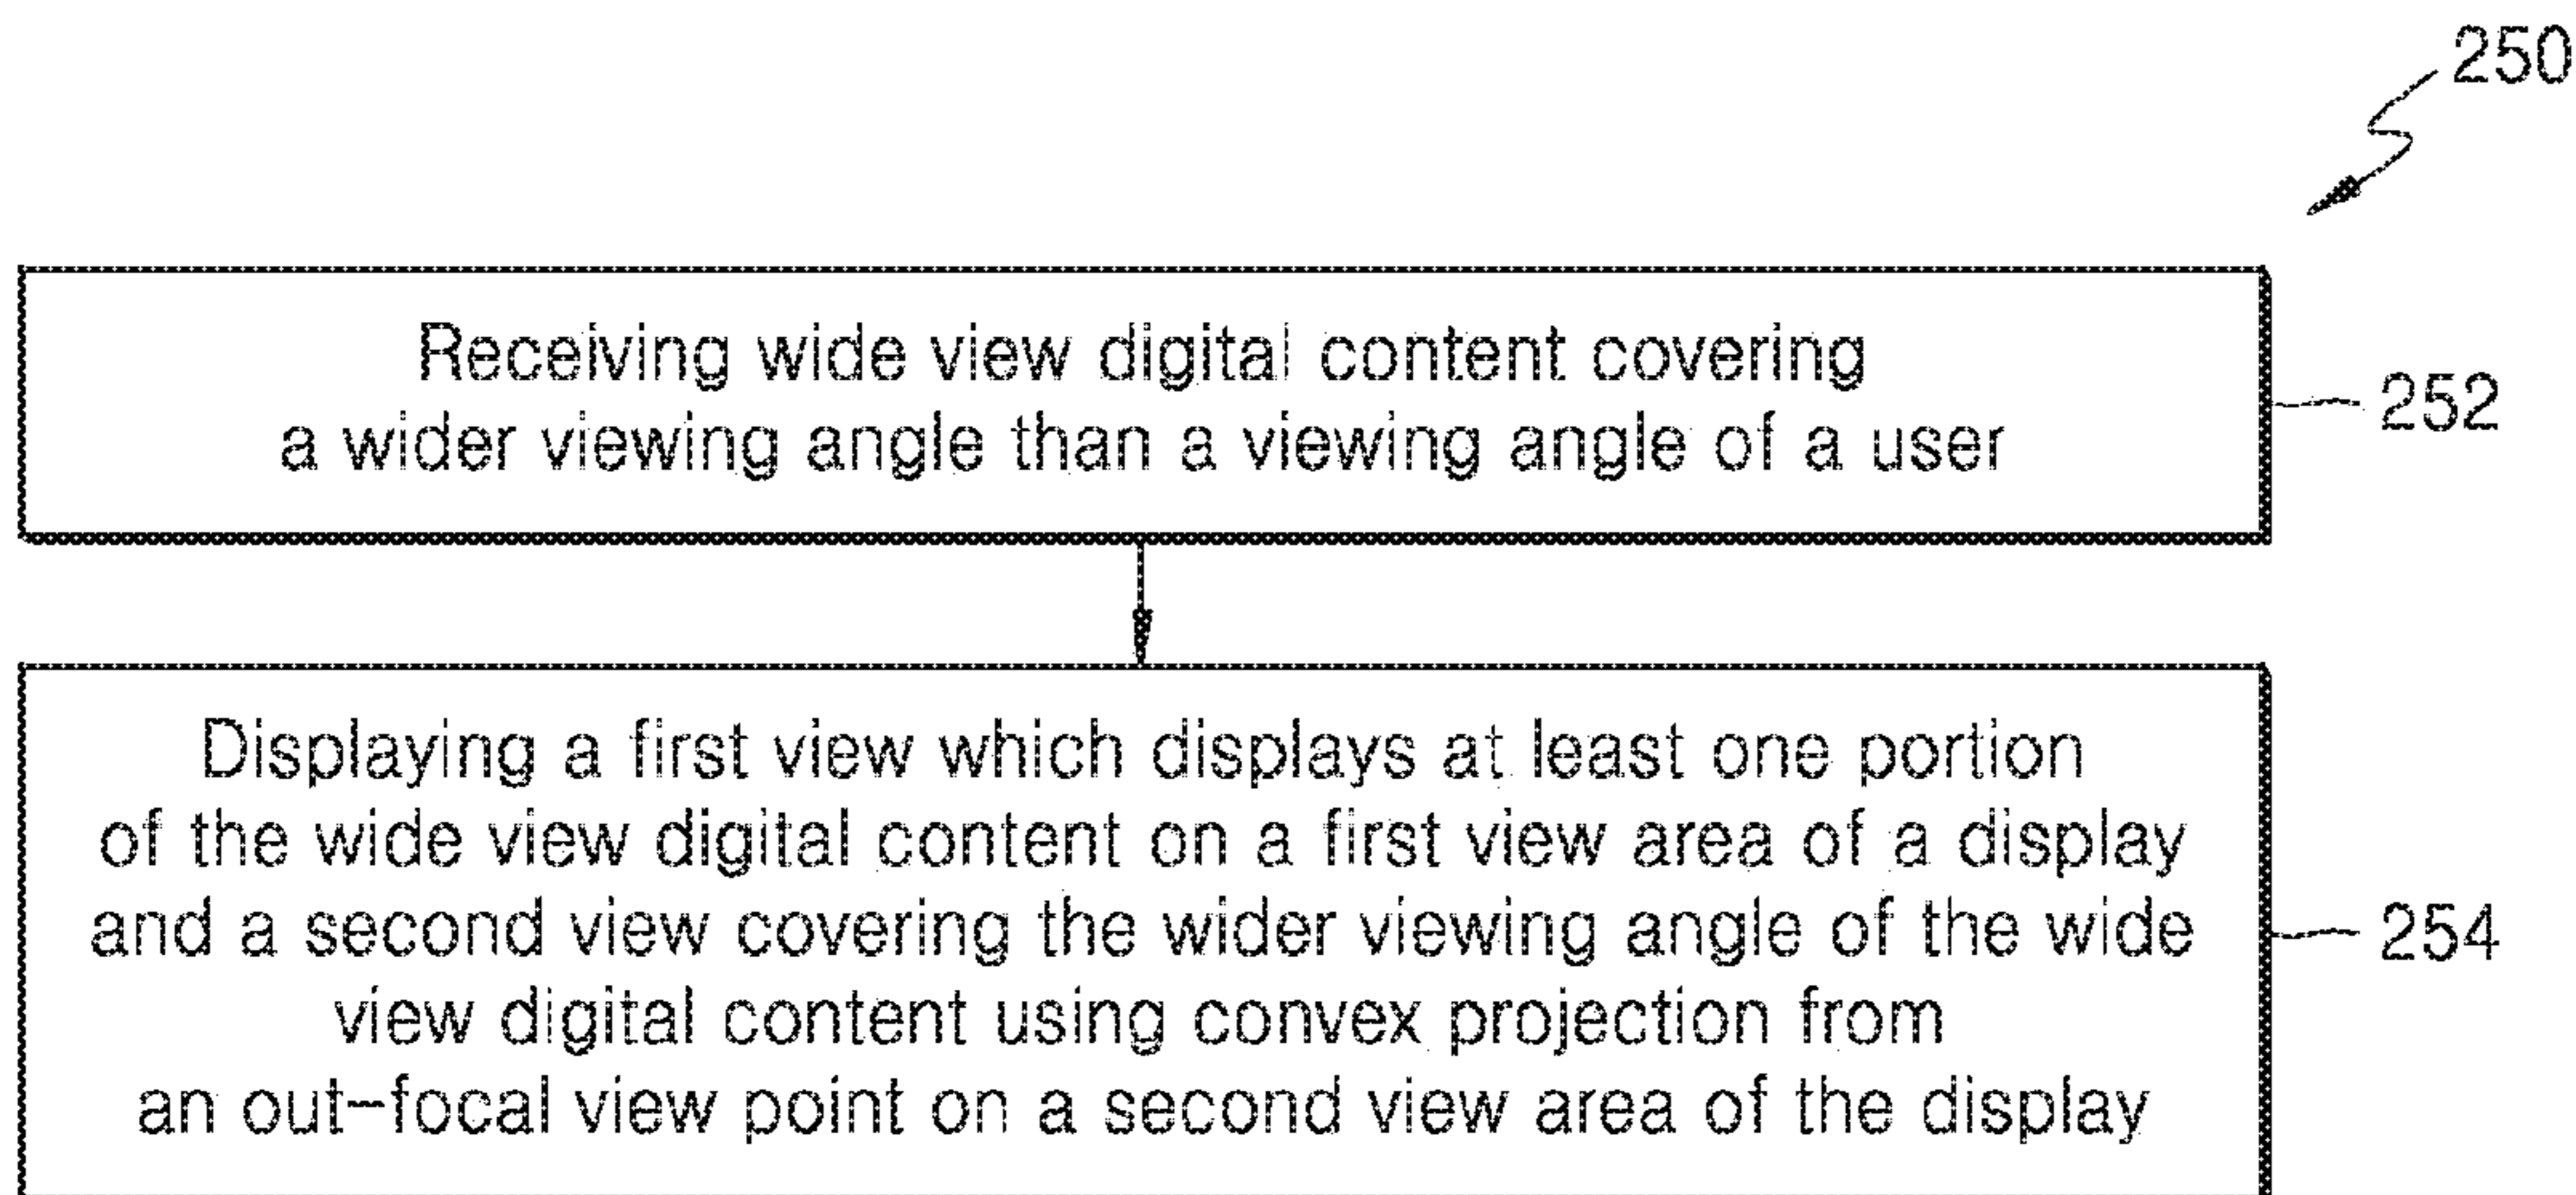 250
Receiving wide view digital content covering
a wider viewing angle than a viewing angle of a user
252
Displaying a first view which displays at least one portion
of the wide view digital content on a first view area of a display
and a second view covering the wider viewing angle of the wide
view digital content using convex projection from
an out-focal view point on a second view area of the display
254